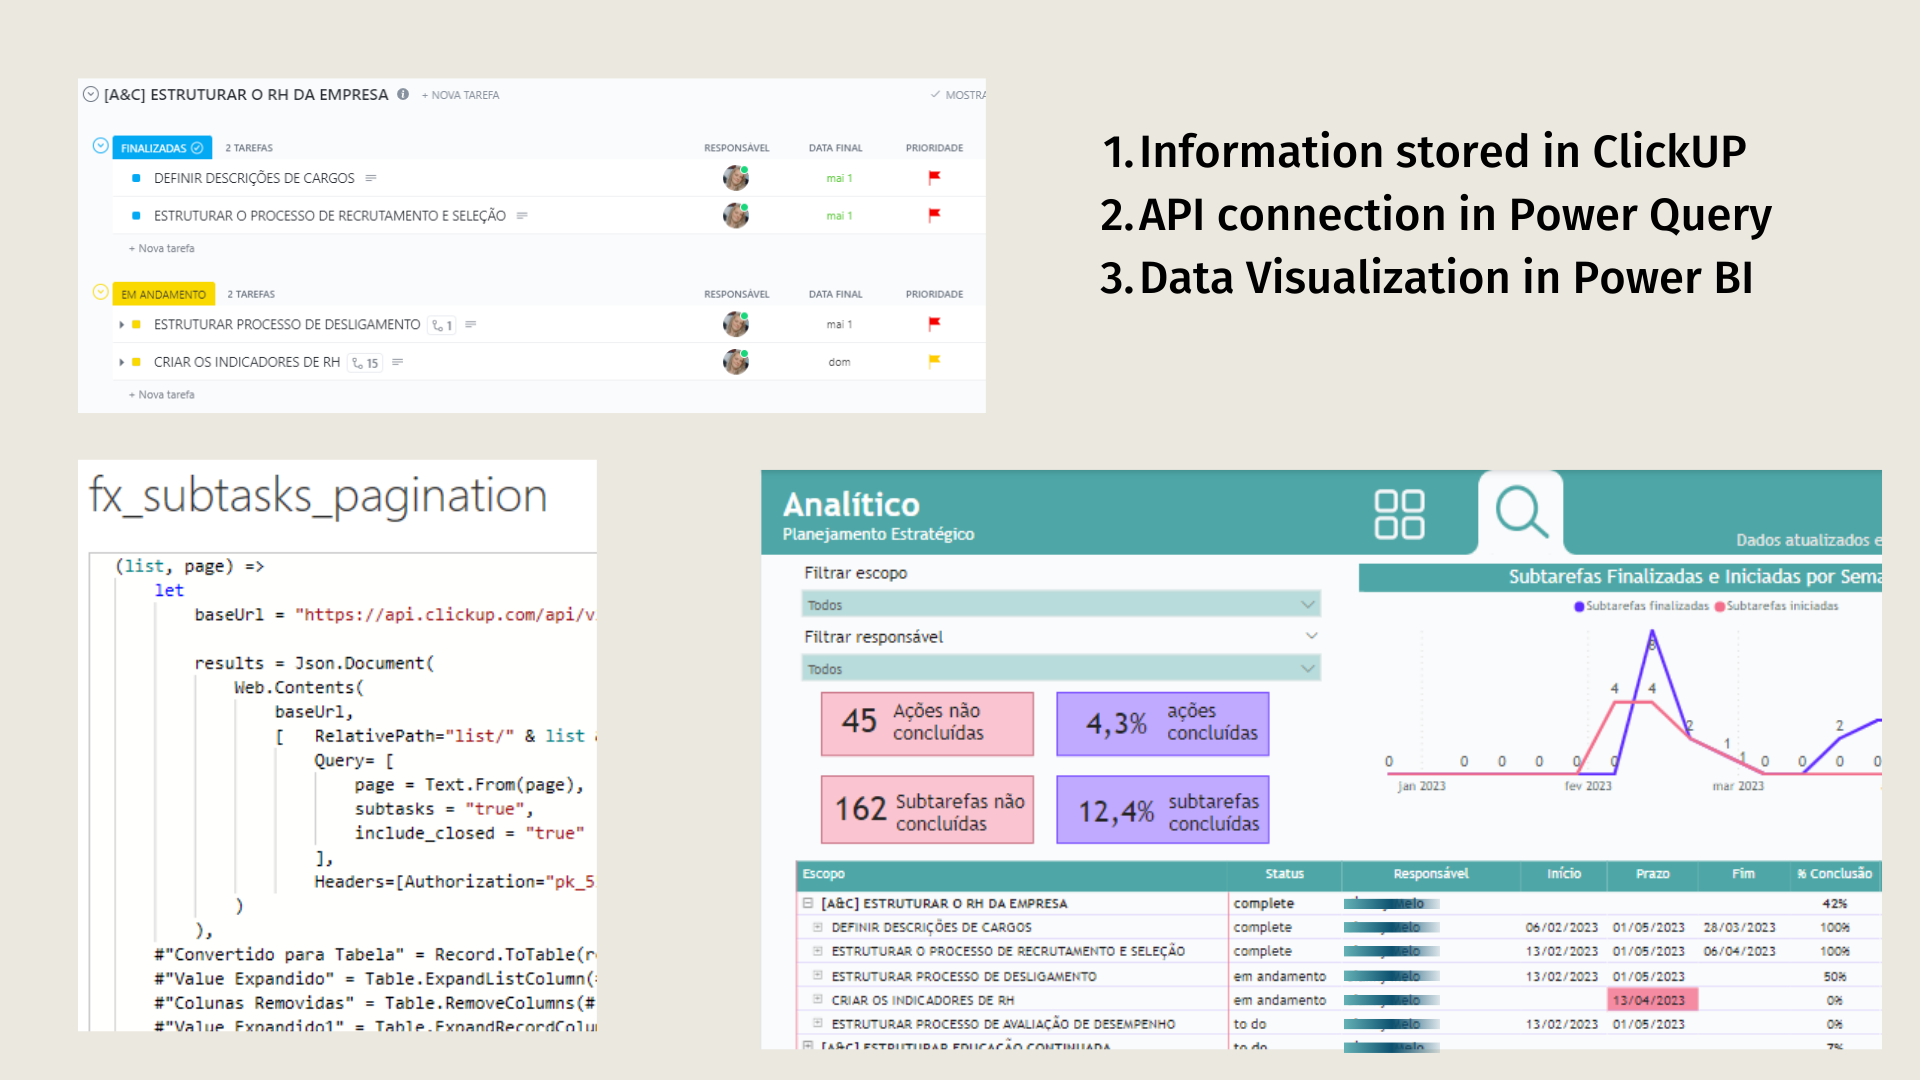 [A&C] ESTRUTURAR O RH DA EMPRESA + NOVA TAREFA MOSTRA
FINALIZADAS 2 TAREFAS RESPONSÁVEL DATA FINAL PRIORIDADE
DEFINIR DESCRIÇÕES DE CARGOS mai 1
ESTRUTURAR O PROCESSO DE RECRUTAMENTO E SELEÇÃO mai 1
+ Nova tarefa
EM ANDAMENTO 2 TAREFAS RESPONSÁVEL DATA FINAL PRIORIDADE
ESTRUTURAR PROCESSO DE DESLIGAMENTO 1 mai 1
CRIAR OS INDICADORES DE RH 15 dom
+ Nova tarefa
1. Information stored in ClickUP
2. API connection in Power Query
3. Data Visualization in Power BI
fx_subtasks_pagination
(list, page) =>
let
baseUrl = "https://api.clickup.com/api/v
results = Json.Document(
Web.Contents(
baseUrl,
[ RelativePath="list/" & list
Query= [
page = Text.From(page),
subtasks = "true",
include_closed = "true"
],
Headers=[Authorization="pk_5
)
),
#"Convertido para Tabela" = Record.ToTable(r
#"Value Expandido" = Table.ExpandListColumn(
#"Colunas Removidas" = Table.RemoveColumns(#
#"Value Expandido1" = Table.ExpandRecordColu
Analítico
Planejamento Estratégico
Dados atualizados e
Filtrar escopo
Todos
Filtrar responsável
Todos
45 Ações não concluídas
4,3% ações concluídas
162 Subtarefas não concluídas
12,4% subtarefas concluídas
Subtarefas Finalizadas e Iniciadas por Sema
Subtarefas finalizadas Subtarefas iniciadas
8
4 4
2 2
1
0 0 0 0 0 0 1 0 0 0 0
jan 2023 fev 2023 mar 2023
Escopo Status Responsável Início Prazo Fim % Conclusão
[A&C] ESTRUTURAR O RH DA EMPRESA complete elo 42%
DEFINIR DESCRIÇÕES DE CARGOS complete elo 06/02/2023 01/05/2023 28/03/2023 100%
ESTRUTURAR O PROCESSO DE RECRUTAMENTO E SELEÇÃO complete elo 13/02/2023 01/05/2023 06/04/2023 100%
ESTRUTURAR PROCESSO DE DESLIGAMENTO em andamento elo 13/02/2023 01/05/2023 50%
CRIAR OS INDICADORES DE RH em andamento elo 13/04/2023 0%
ESTRUTURAR PROCESSO DE AVALIAÇÃO DE DESEMPENHO to do elo 13/02/2023 01/05/2023 0%
[A&C] ESTRUTURAR EDUCAÇÃO CONTINUADA to do elo 7%